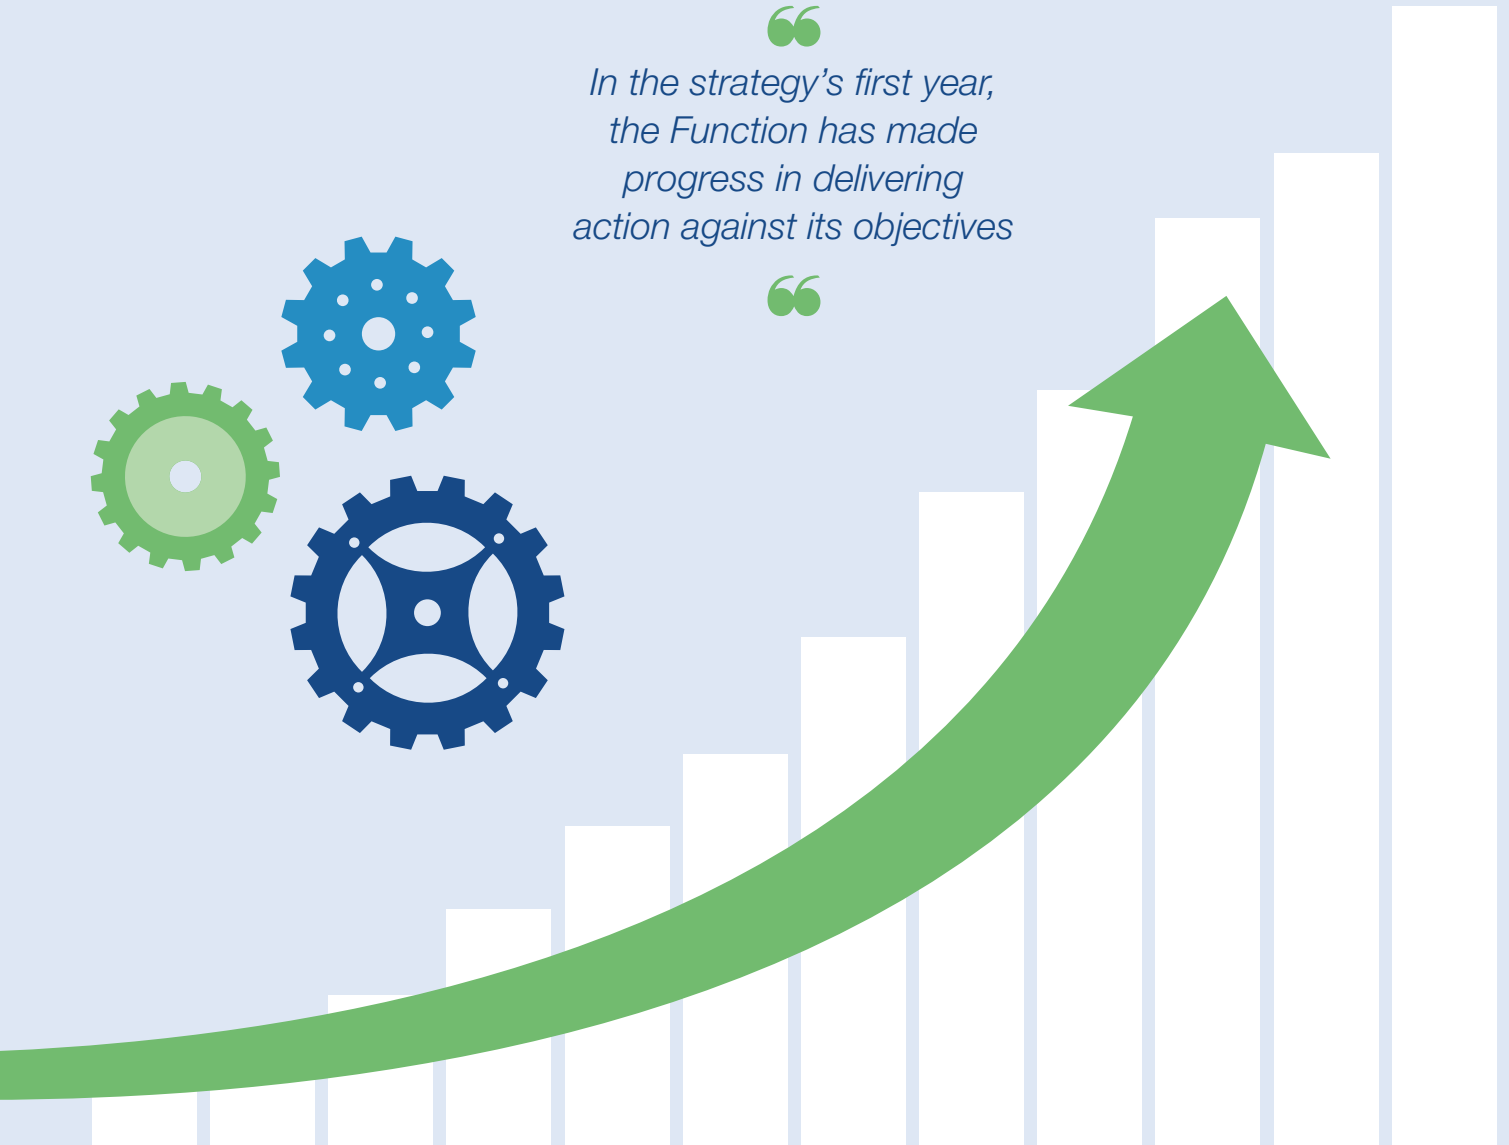 “
In the strategy’s first year,
the Function has made
progress in delivering
action against its objectives
“